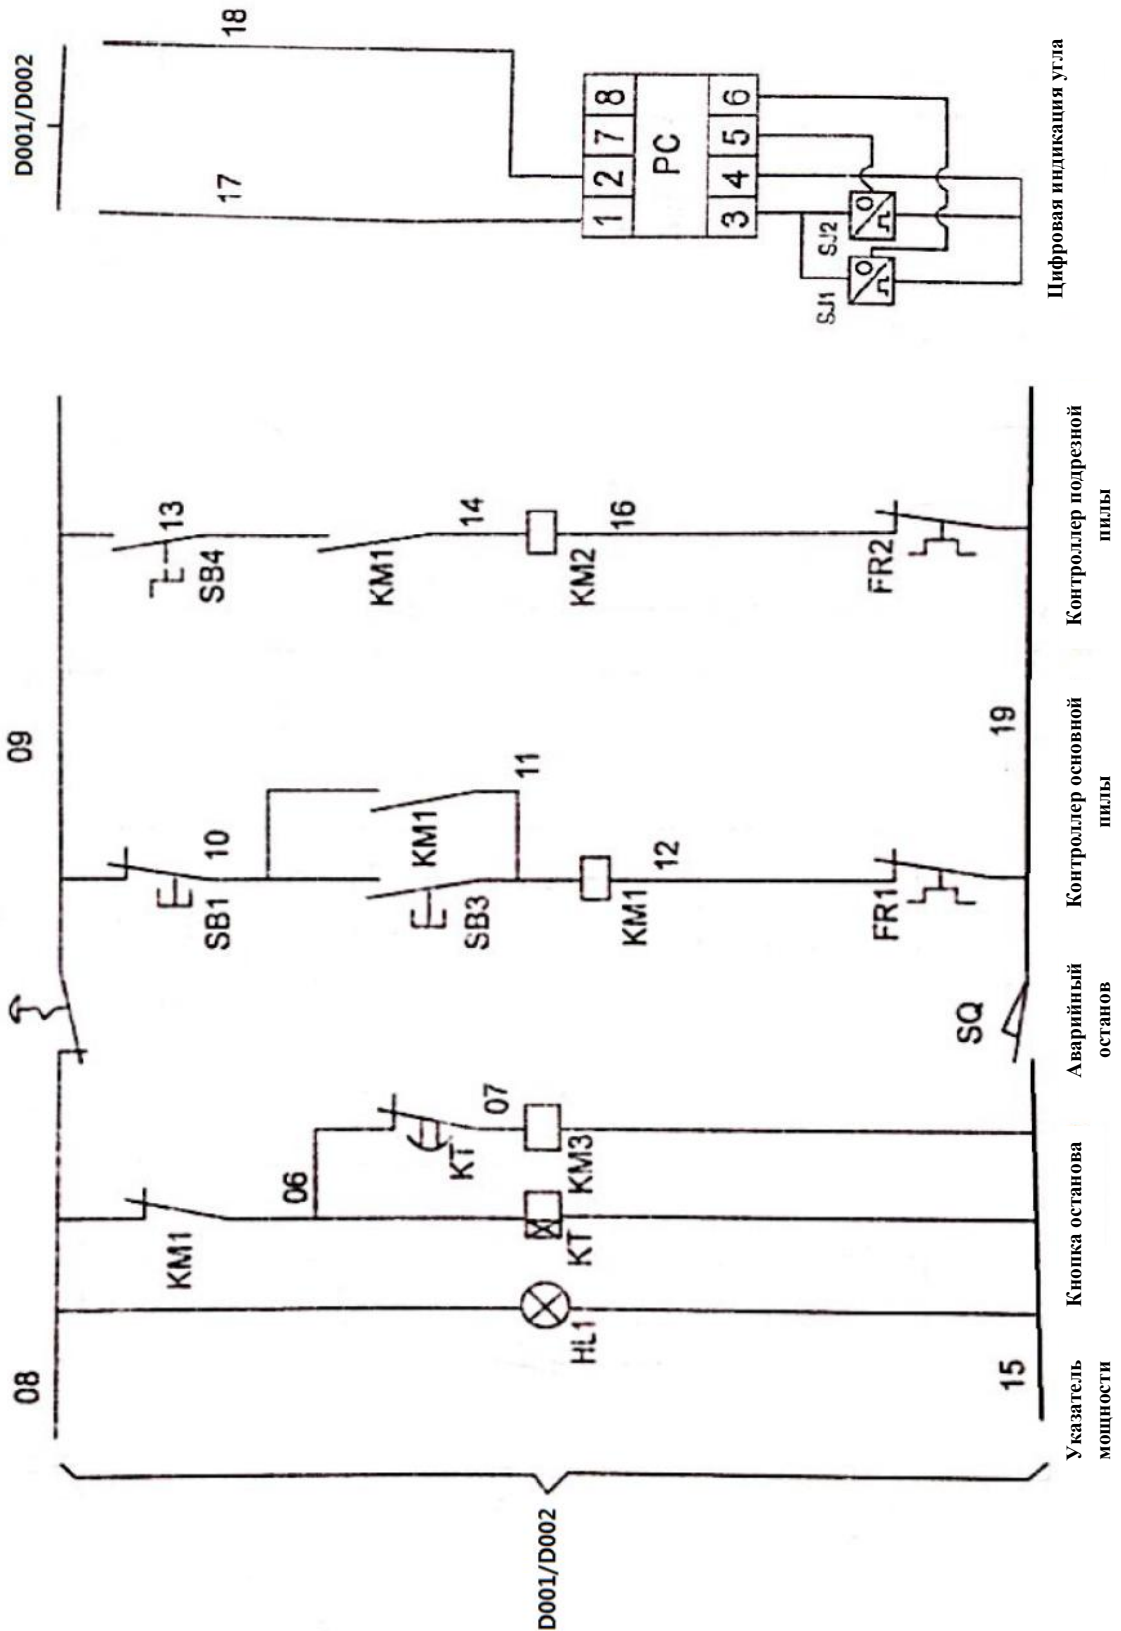 D001/D002
08
09
17
18
KM1
06
KT
07
KM3
KT
HL1
15
SB1
10
KM1
11
SB3
KM1
12
FR1
SQ
19
SB4
13
KM1
14
KM2
16
FR2
D001/D002
1 2 7 8
PC
3 4 5 6
SJ1
SJ2
Указатель
мощности
Кнопка останова
Аварийный
останов
Контроллер основной
пилы
Контроллер подрезной
пилы
Цифровая индикация угла